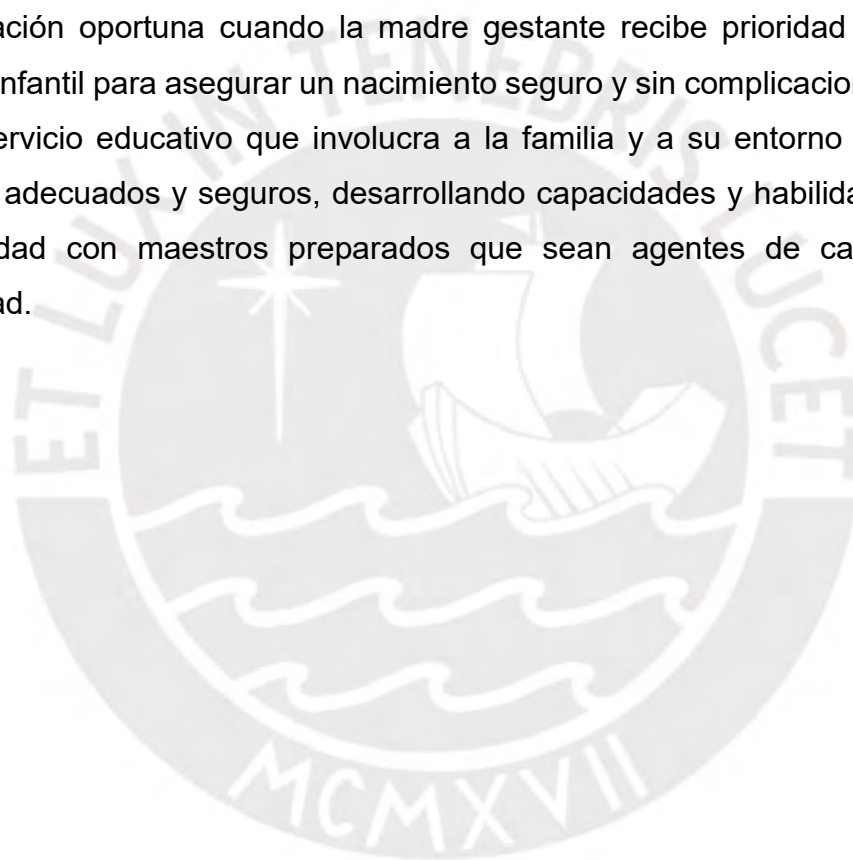 ación oportuna cuando la madre gestante recibe prioridad
nfantil para asegurar un nacimiento seguro y sin complicacion
ervicio educativo que involucra a la familia y a su entorno
adecuados y seguros, desarrollando capacidades y habilida
dad con maestros preparados que sean agentes de ca
ad.
ET LUX IN TENEBRIS LUCET
MCMXVII